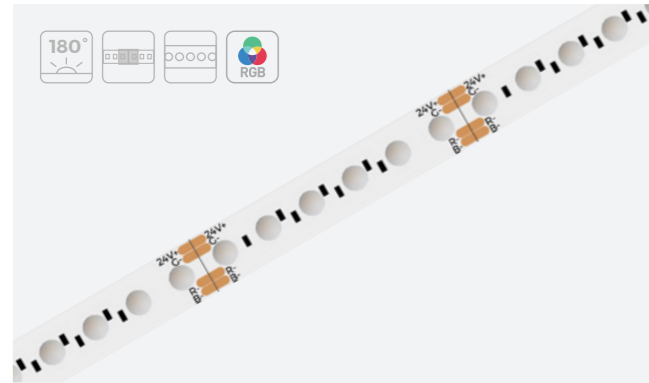 180°
RGB
24V+
G-
24V+
G-
R-
B-
R-
B-
24V+
G-
24V+
G-
R-
B-
R-
B-